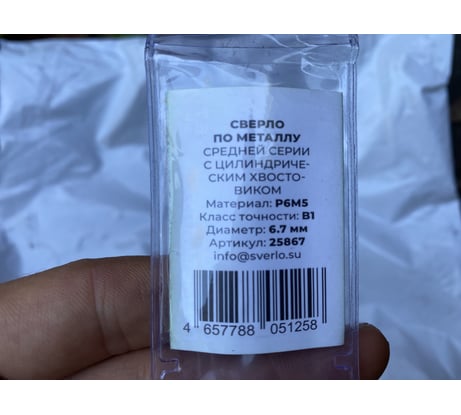 СВЕРЛО
ПО МЕТАЛЛУ
СРЕДНЕЙ СЕРИИ
С ЦИЛИНДРИЧЕ-
СКИМ ХВОСТО-
ВИКОМ
Материал: Р6М5
Класс точности: В1
Диаметр: 6.7 мм
Артикул: 25867
info@sverlo.su
4 657788 051258